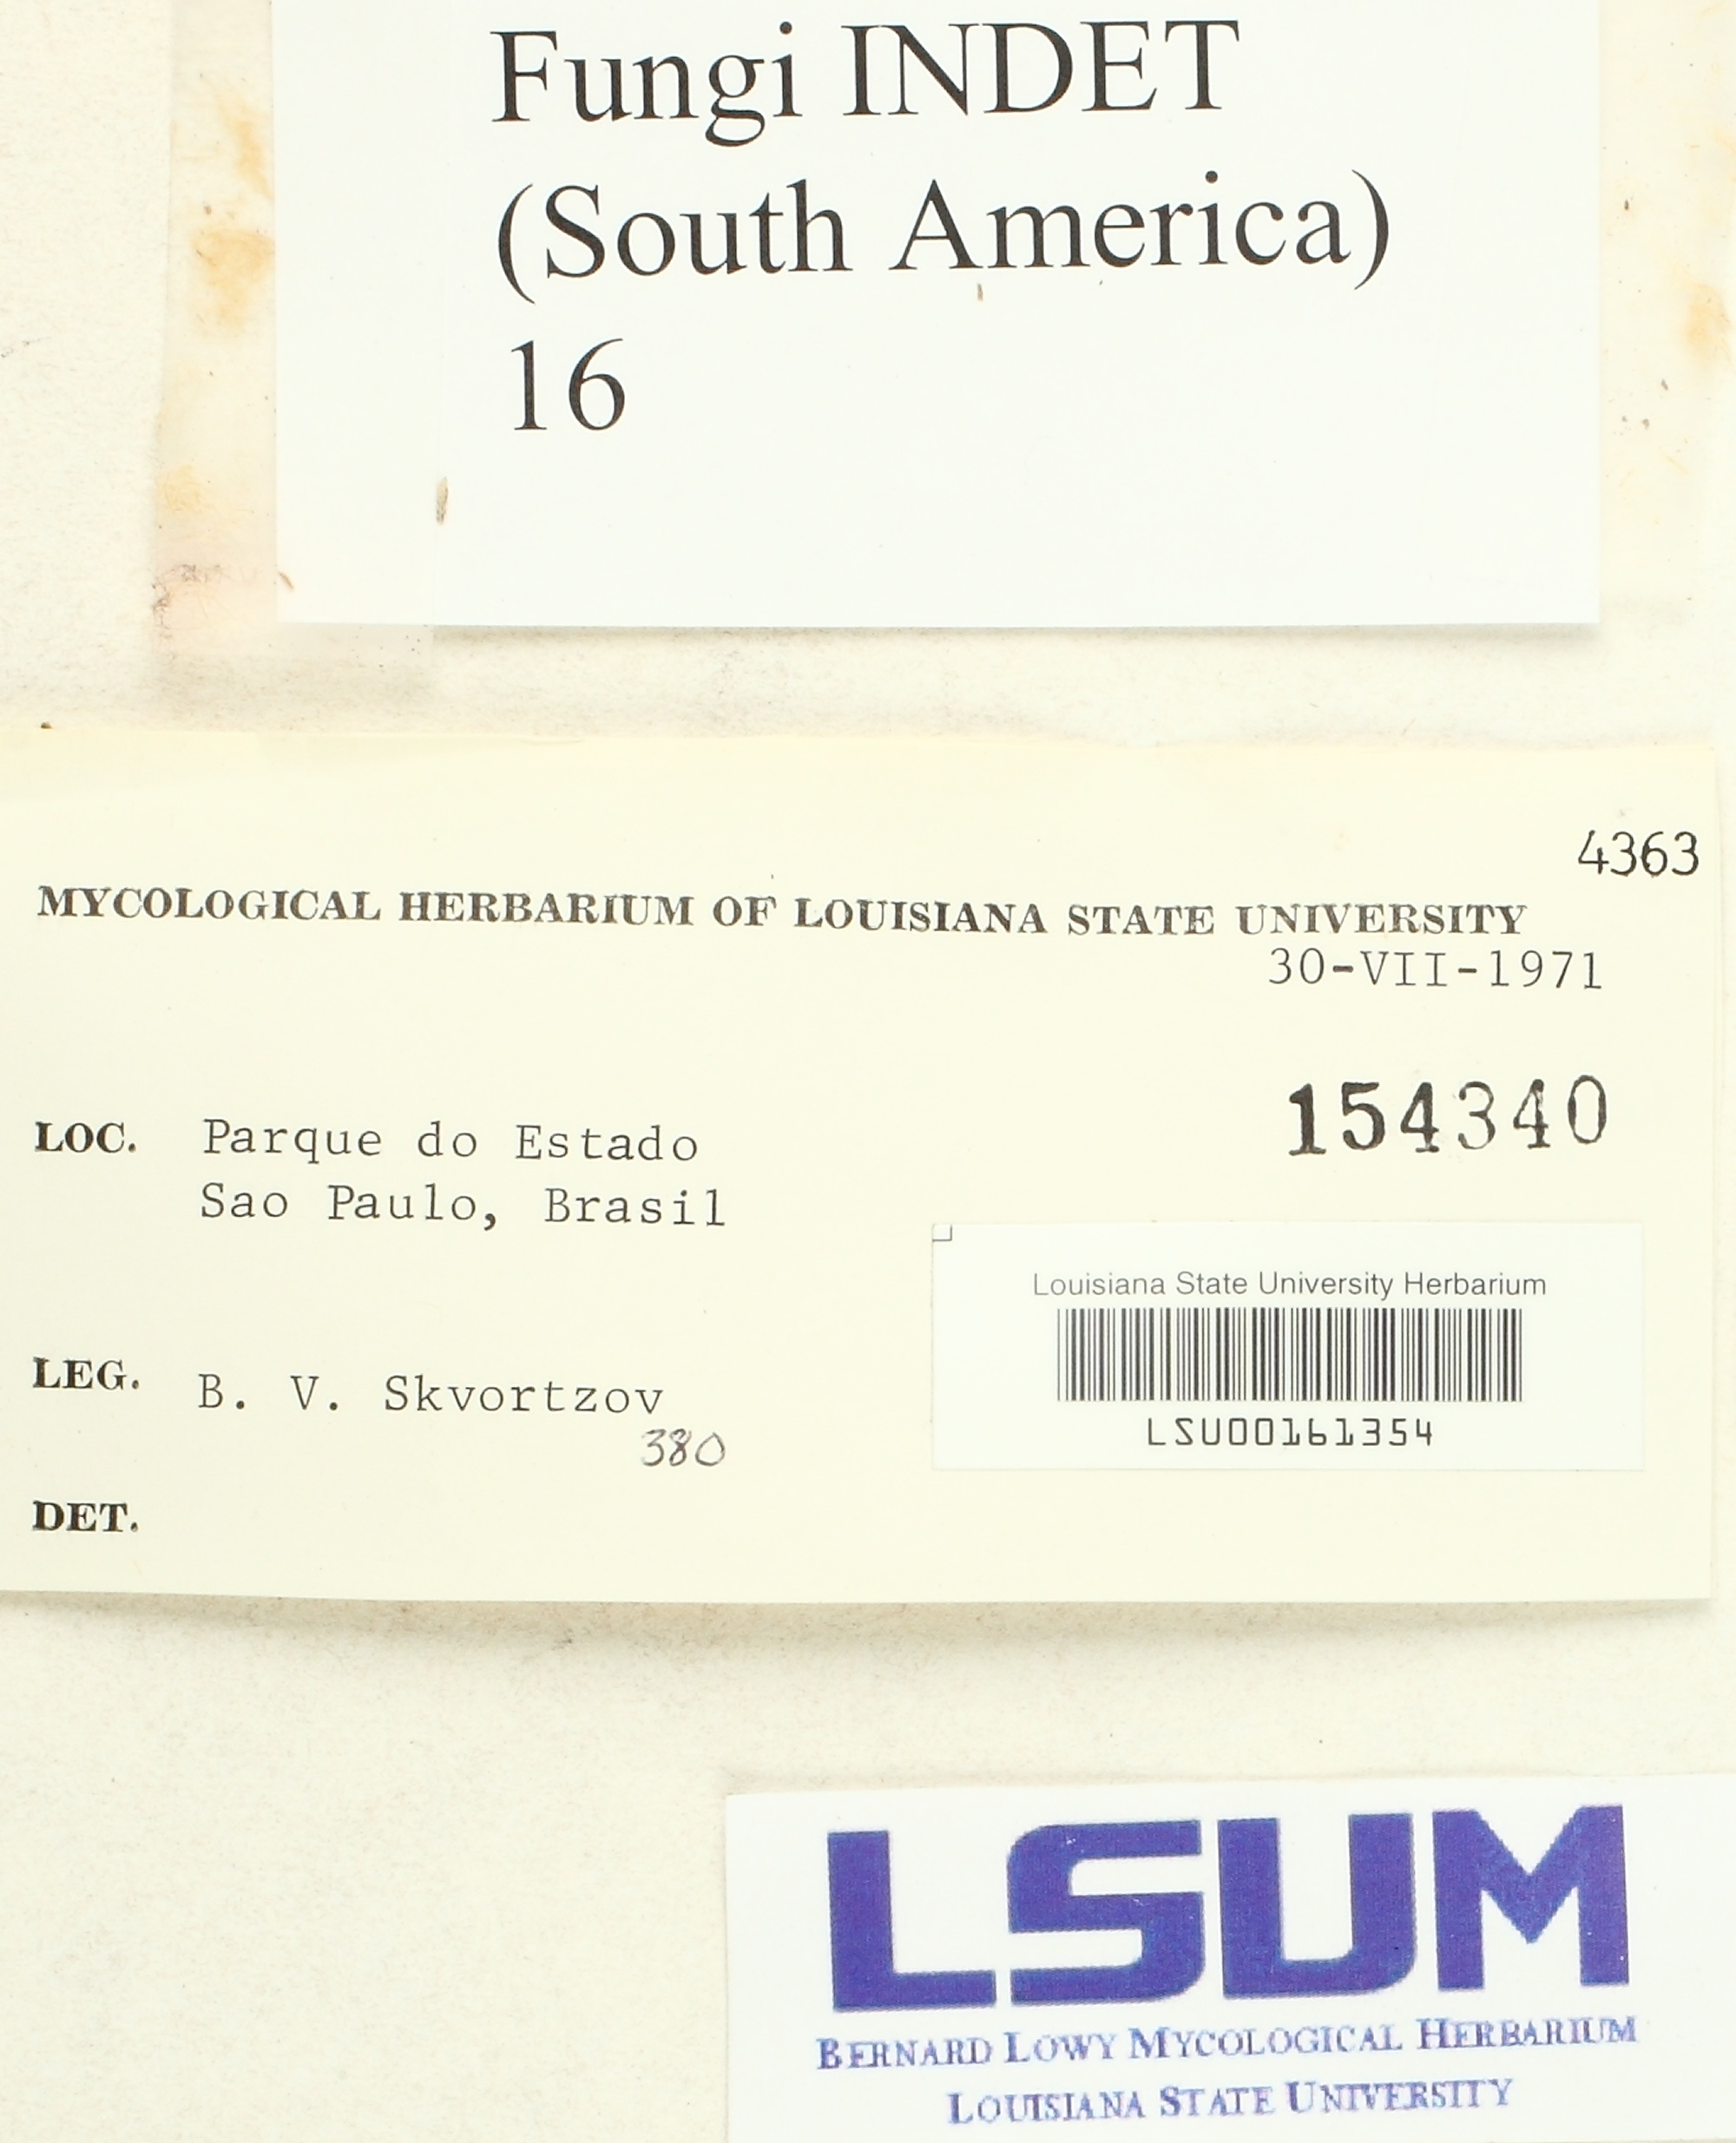 Fungi INDET
(South America)
16
4363
MYCOLOGICAL HERBARIUM OF LOUISIANA STATE UNIVERSITY
30-VII-1971
154340
LOC. Parque do Estado
Sao Paulo, Brasil
Louisiana State University Herbarium
LSU00161354
LEG. B. V. Skvortzov
380
DET.
LSUM
BERNARD LOWY MYCOLOGICAL HERBARIUM
LOUISIANA STATE UNIVERSITY